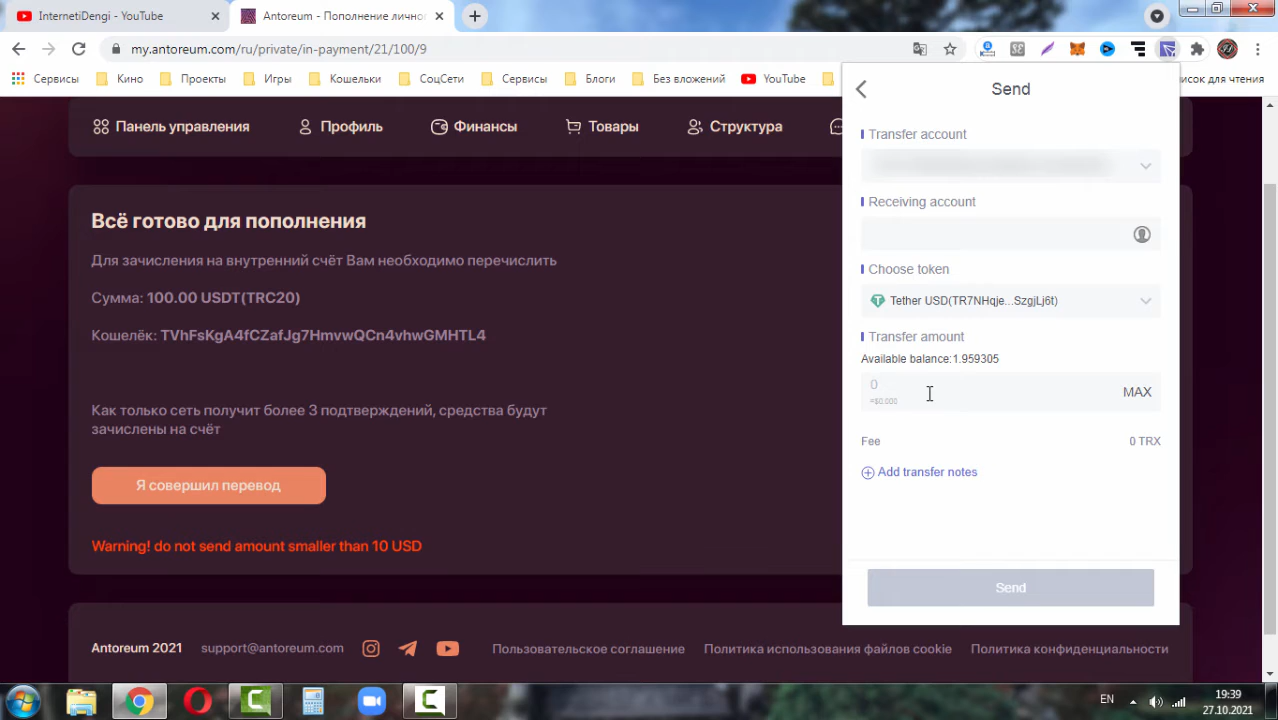 InternetiDengi - YouTube
Antoreum - Пополнение личног
my.antoreum.com/ru/private/in-payment/21/100/9
Сервисы
Кино
Проекты
Игры
Кошельки
СоцСети
Сервисы
Блоги
Без вложений
YouTube
исок для чтения
Панель управления
Профиль
Финансы
Товары
Структура
Всё готово для пополнения
Для зачисления на внутренний счёт Вам необходимо перечислить
Сумма: 100.00 USDT(TRC20)
Кошелёк: TVhFsKgA4fCZafJg7HmvwQCn4vhwGMHTL4
Как только сеть получит более 3 подтверждений, средства будут
зачислены на счёт
Я совершил перевод
Warning! do not send amount smaller than 10 USD
Send
Transfer account
Receiving account
Choose token
Tether USD(TR7NHqje...SzgjLj6t)
Transfer amount
Available balance:1.959305
0
≈$0.000
MAX
Fee
0 TRX
Add transfer notes
Send
Antoreum 2021
support@antoreum.com
Пользовательское соглашение
Политика использования файлов cookie
Политика конфиденциальности
EN
19:39
27.10.2021